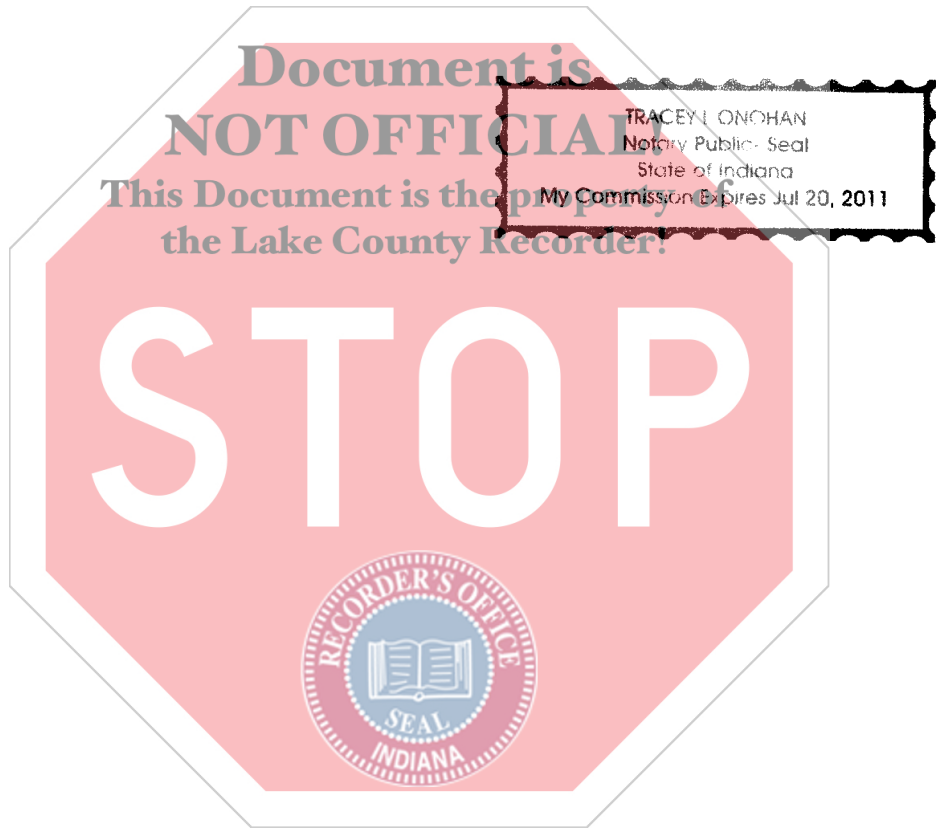 Document is
NOT OFFICIAL
This Document is the property of
the Lake County Recorder!
TRACEY L ONOHAN
Notary Public - Seal
State of Indiana
My Commission Expires Jul 20, 2011
STOP
RECORDER'S OFFICE
SEAL
INDIANA